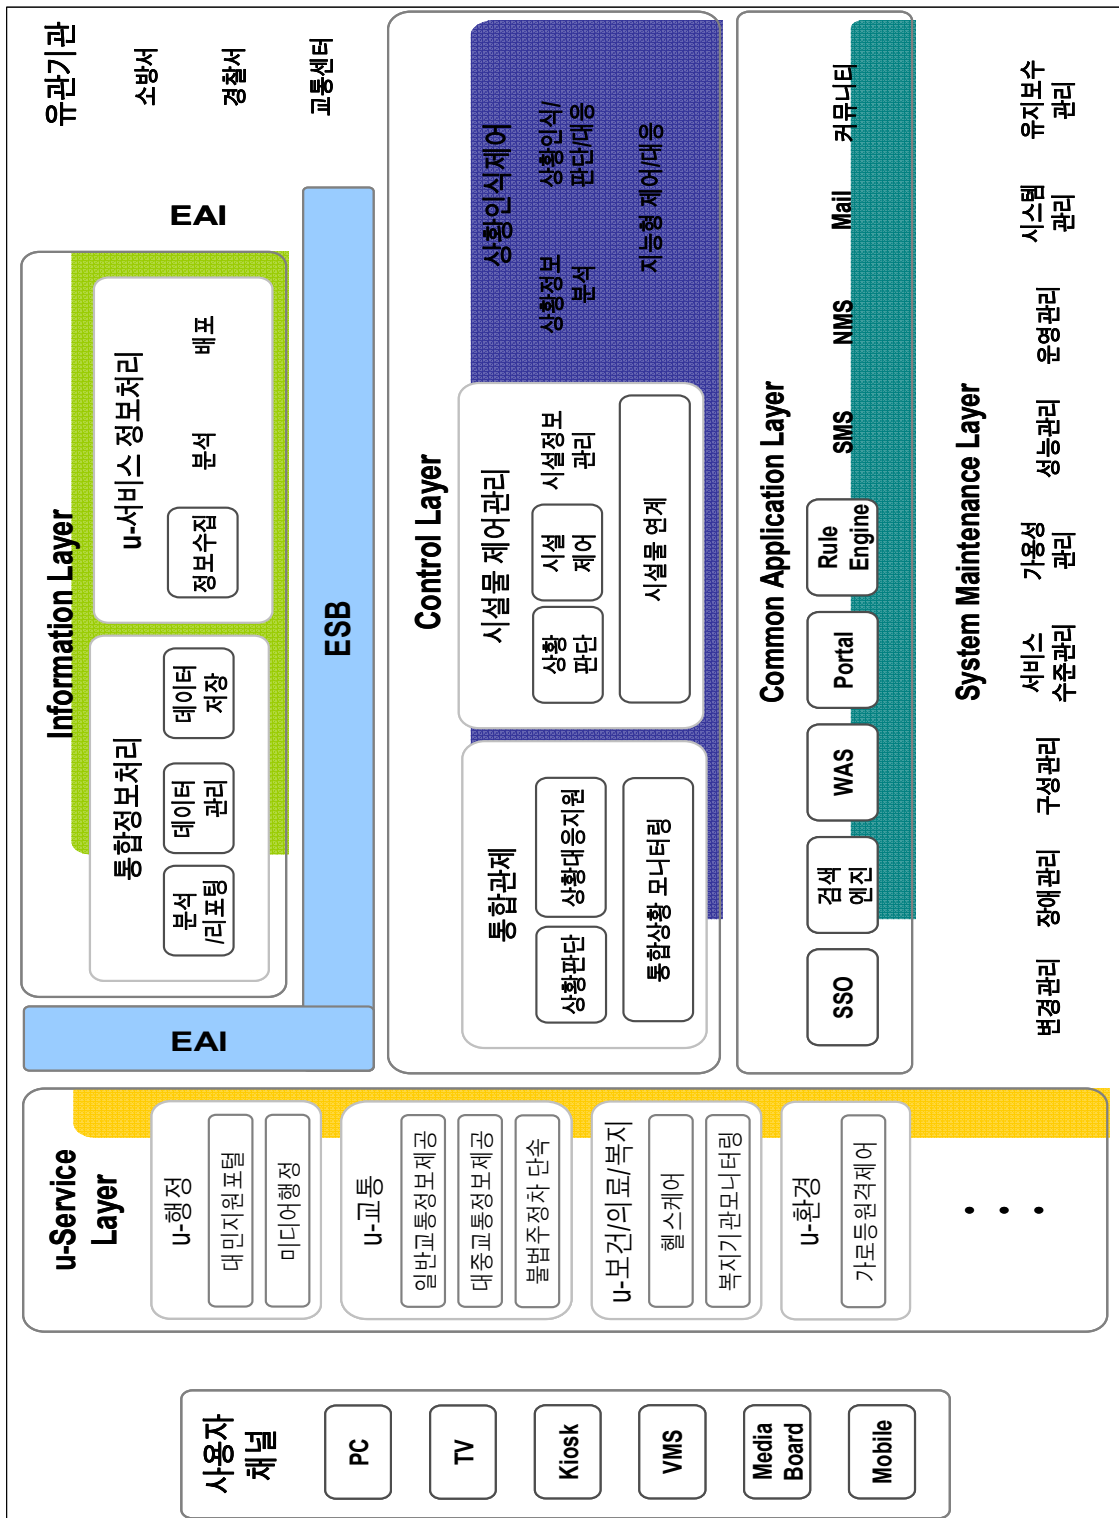 사용자
채널
PC
TV
Kiosk
VMS
Media
Board
Mobile
u-Service
Layer
u-행정
대민지원포털
미디어행정
u-교통
일반교통정보제공
대중교통정보제공
불법주정차 단속
u-보건/의료/복지
헬스케어
복지기관모니터링
u-환경
가로등원격제어
• • •
EAI
ESB
EAI
Information Layer
통합정보처리
분석
/리포팅
데이터
관리
데이터
저장
u-서비스 정보처리
정보수집
분석
배포
유관기관
소방서
경찰서
교통센터
Control Layer
통합관제
상황판단
상황대응지원
통합상황 모니터링
시설물 제어관리
상황
판단
시설
제어
시설정보
관리
시설물 연계
상황인식제어
상황정보
분석
상황인식/
판단/대응
지능형 제어/대응
Common Application Layer
SSO
검색
엔진
WAS
Portal
Rule
Engine
SMS
NMS
Mail
커뮤니티
System Maintenance Layer
변경관리
장애관리
구성관리
서비스
수준관리
가용성
관리
성능관리
운영관리
시스템
관리
유지보수
관리